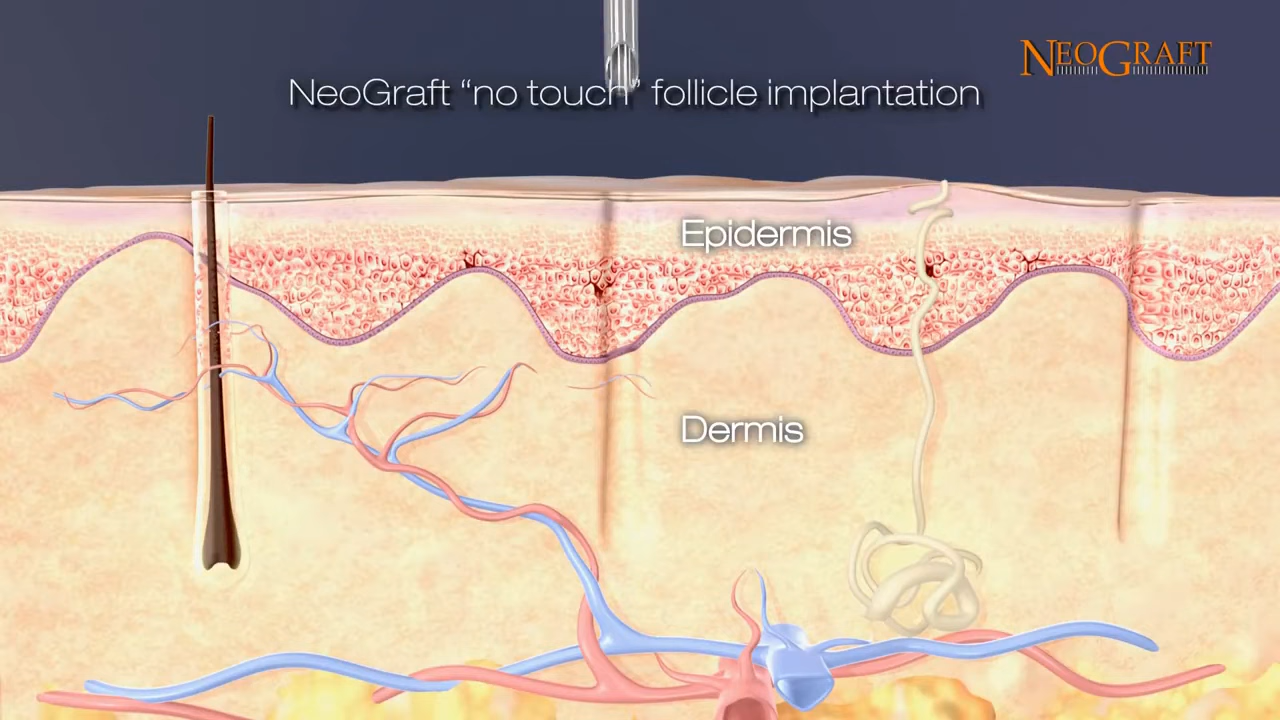 NEOGRAFT
NeoGraft “no touch” follicle implantation
Epidermis
Dermis